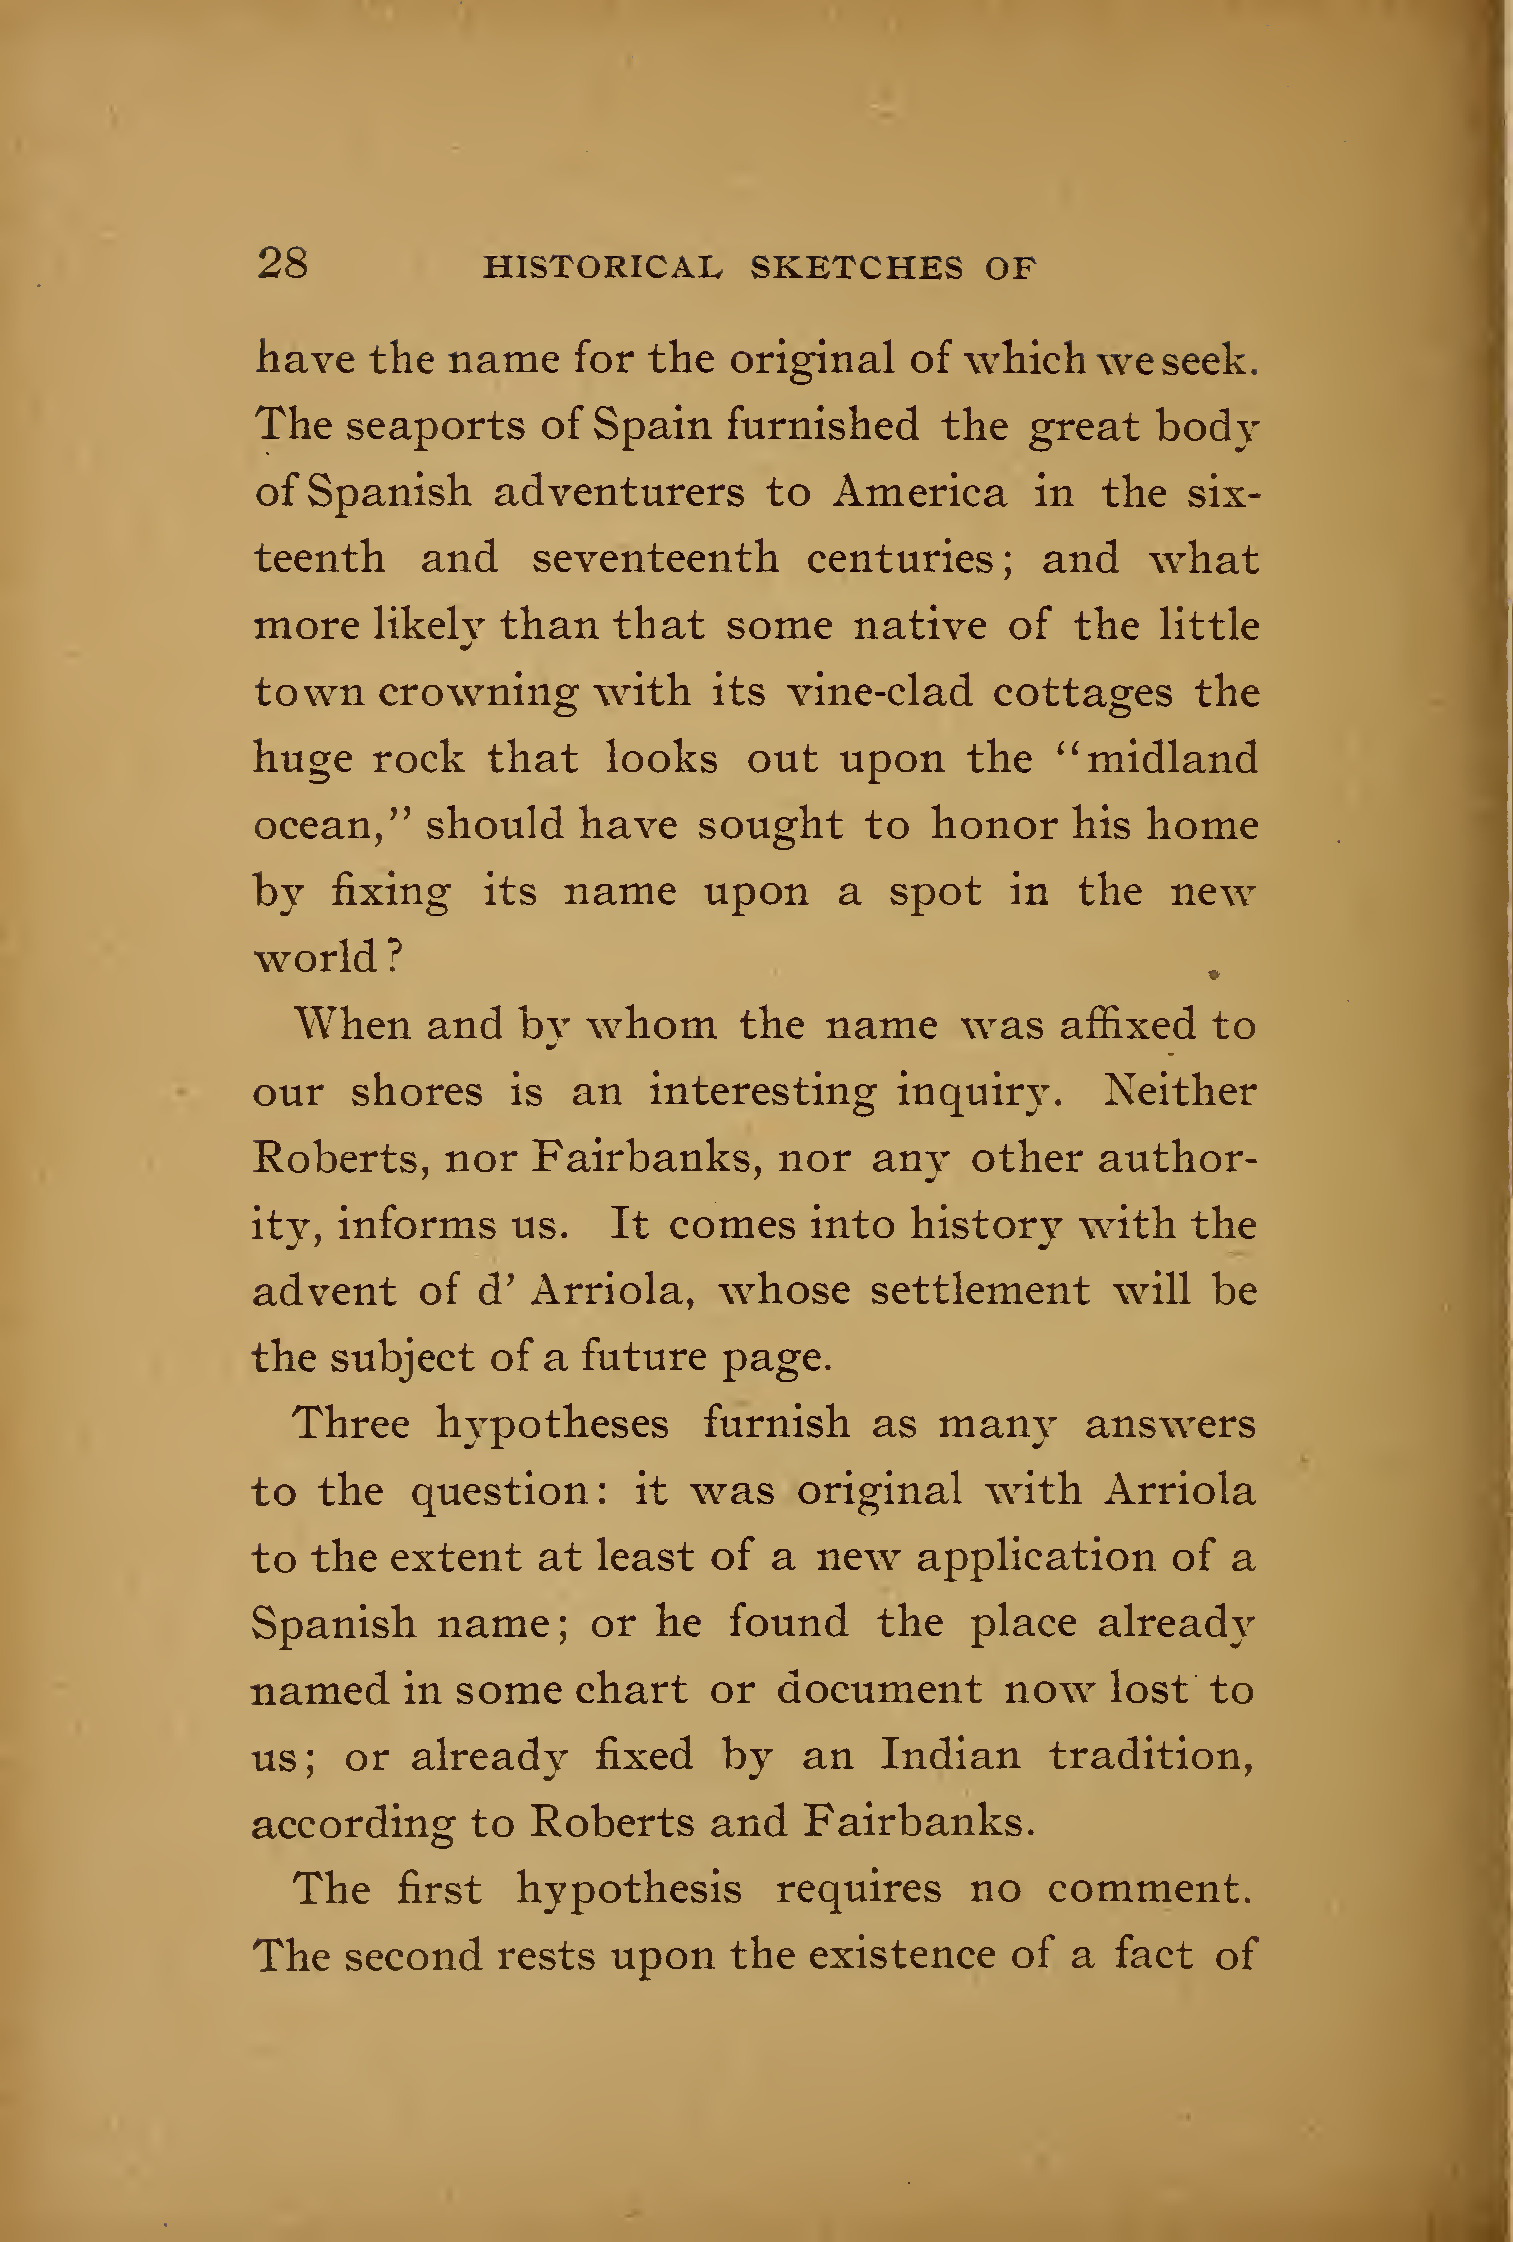 28 HISTORICAL SKETCHES OF
have the name for the original of which we seek.
The seaports of Spain furnished the great body
of Spanish adventurers to America in the six-
teenth and seventeenth centuries; and what
more likely than that some native of the little
town crowning with its vine-clad cottages the
huge rock that looks out upon the “midland
ocean,” should have sought to honor his home
by fixing its name upon a spot in the new
world?
When and by whom the name was affixed to
our shores is an interesting inquiry. Neither
Roberts, nor Fairbanks, nor any other author-
ity, informs us. It comes into history with the
advent of d’ Arriola, whose settlement will be
the subject of a future page.
Three hypotheses furnish as many answers
to the question: it was original with Arriola
to the extent at least of a new application of a
Spanish name; or he found the place already
named in some chart or document now lost to
us; or already fixed by an Indian tradition,
according to Roberts and Fairbanks.
The first hypothesis requires no comment.
The second rests upon the existence of a fact of